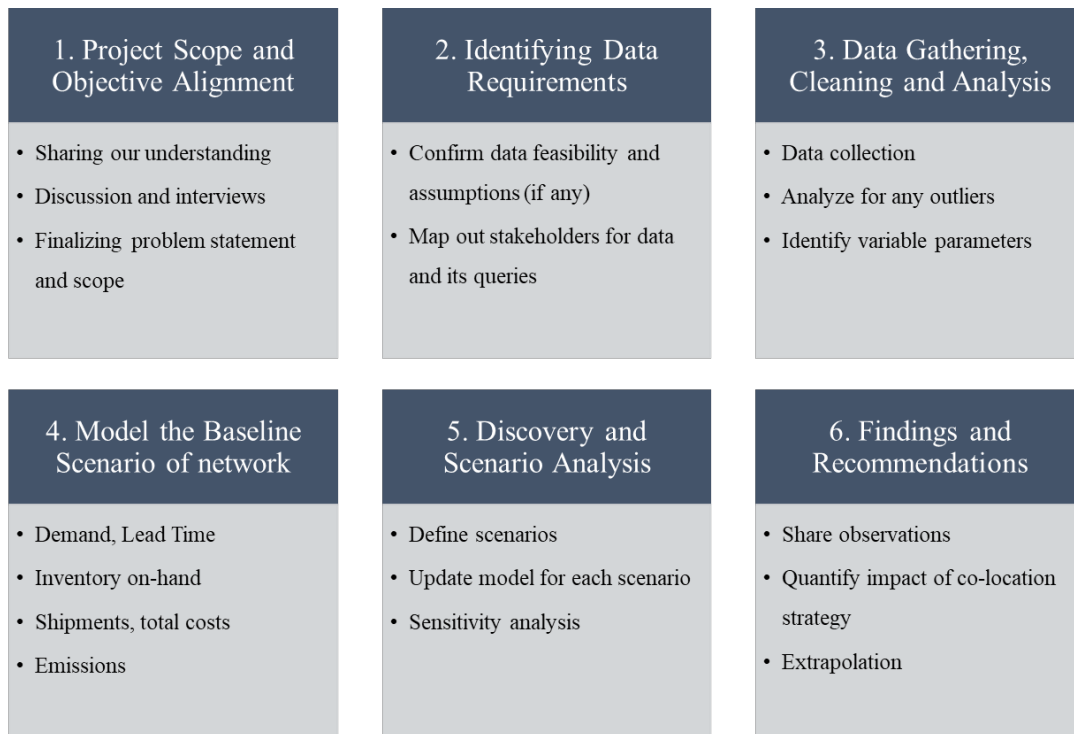 1. Project Scope and
Objective Alignment
• Sharing our understanding
• Discussion and interviews
• Finalizing problem statement
and scope
2. Identifying Data
Requirements
• Confirm data feasibility and
assumptions (if any)
• Map out stakeholders for data
and its queries
3. Data Gathering,
Cleaning and Analysis
• Data collection
• Analyze for any outliers
• Identify variable parameters
4. Model the Baseline
Scenario of network
• Demand, Lead Time
• Inventory on-hand
• Shipments, total costs
• Emissions
5. Discovery and
Scenario Analysis
• Define scenarios
• Update model for each scenario
• Sensitivity analysis
6. Findings and
Recommendations
• Share observations
• Quantify impact of co-location
strategy
• Extrapolation